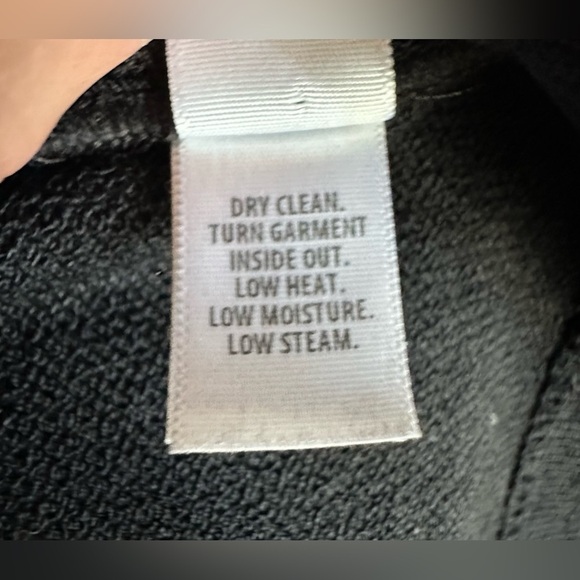 DRY CLEAN.
TURN GARMENT
INSIDE OUT.
LOW HEAT.
LOW MOISTURE.
LOW STEAM.